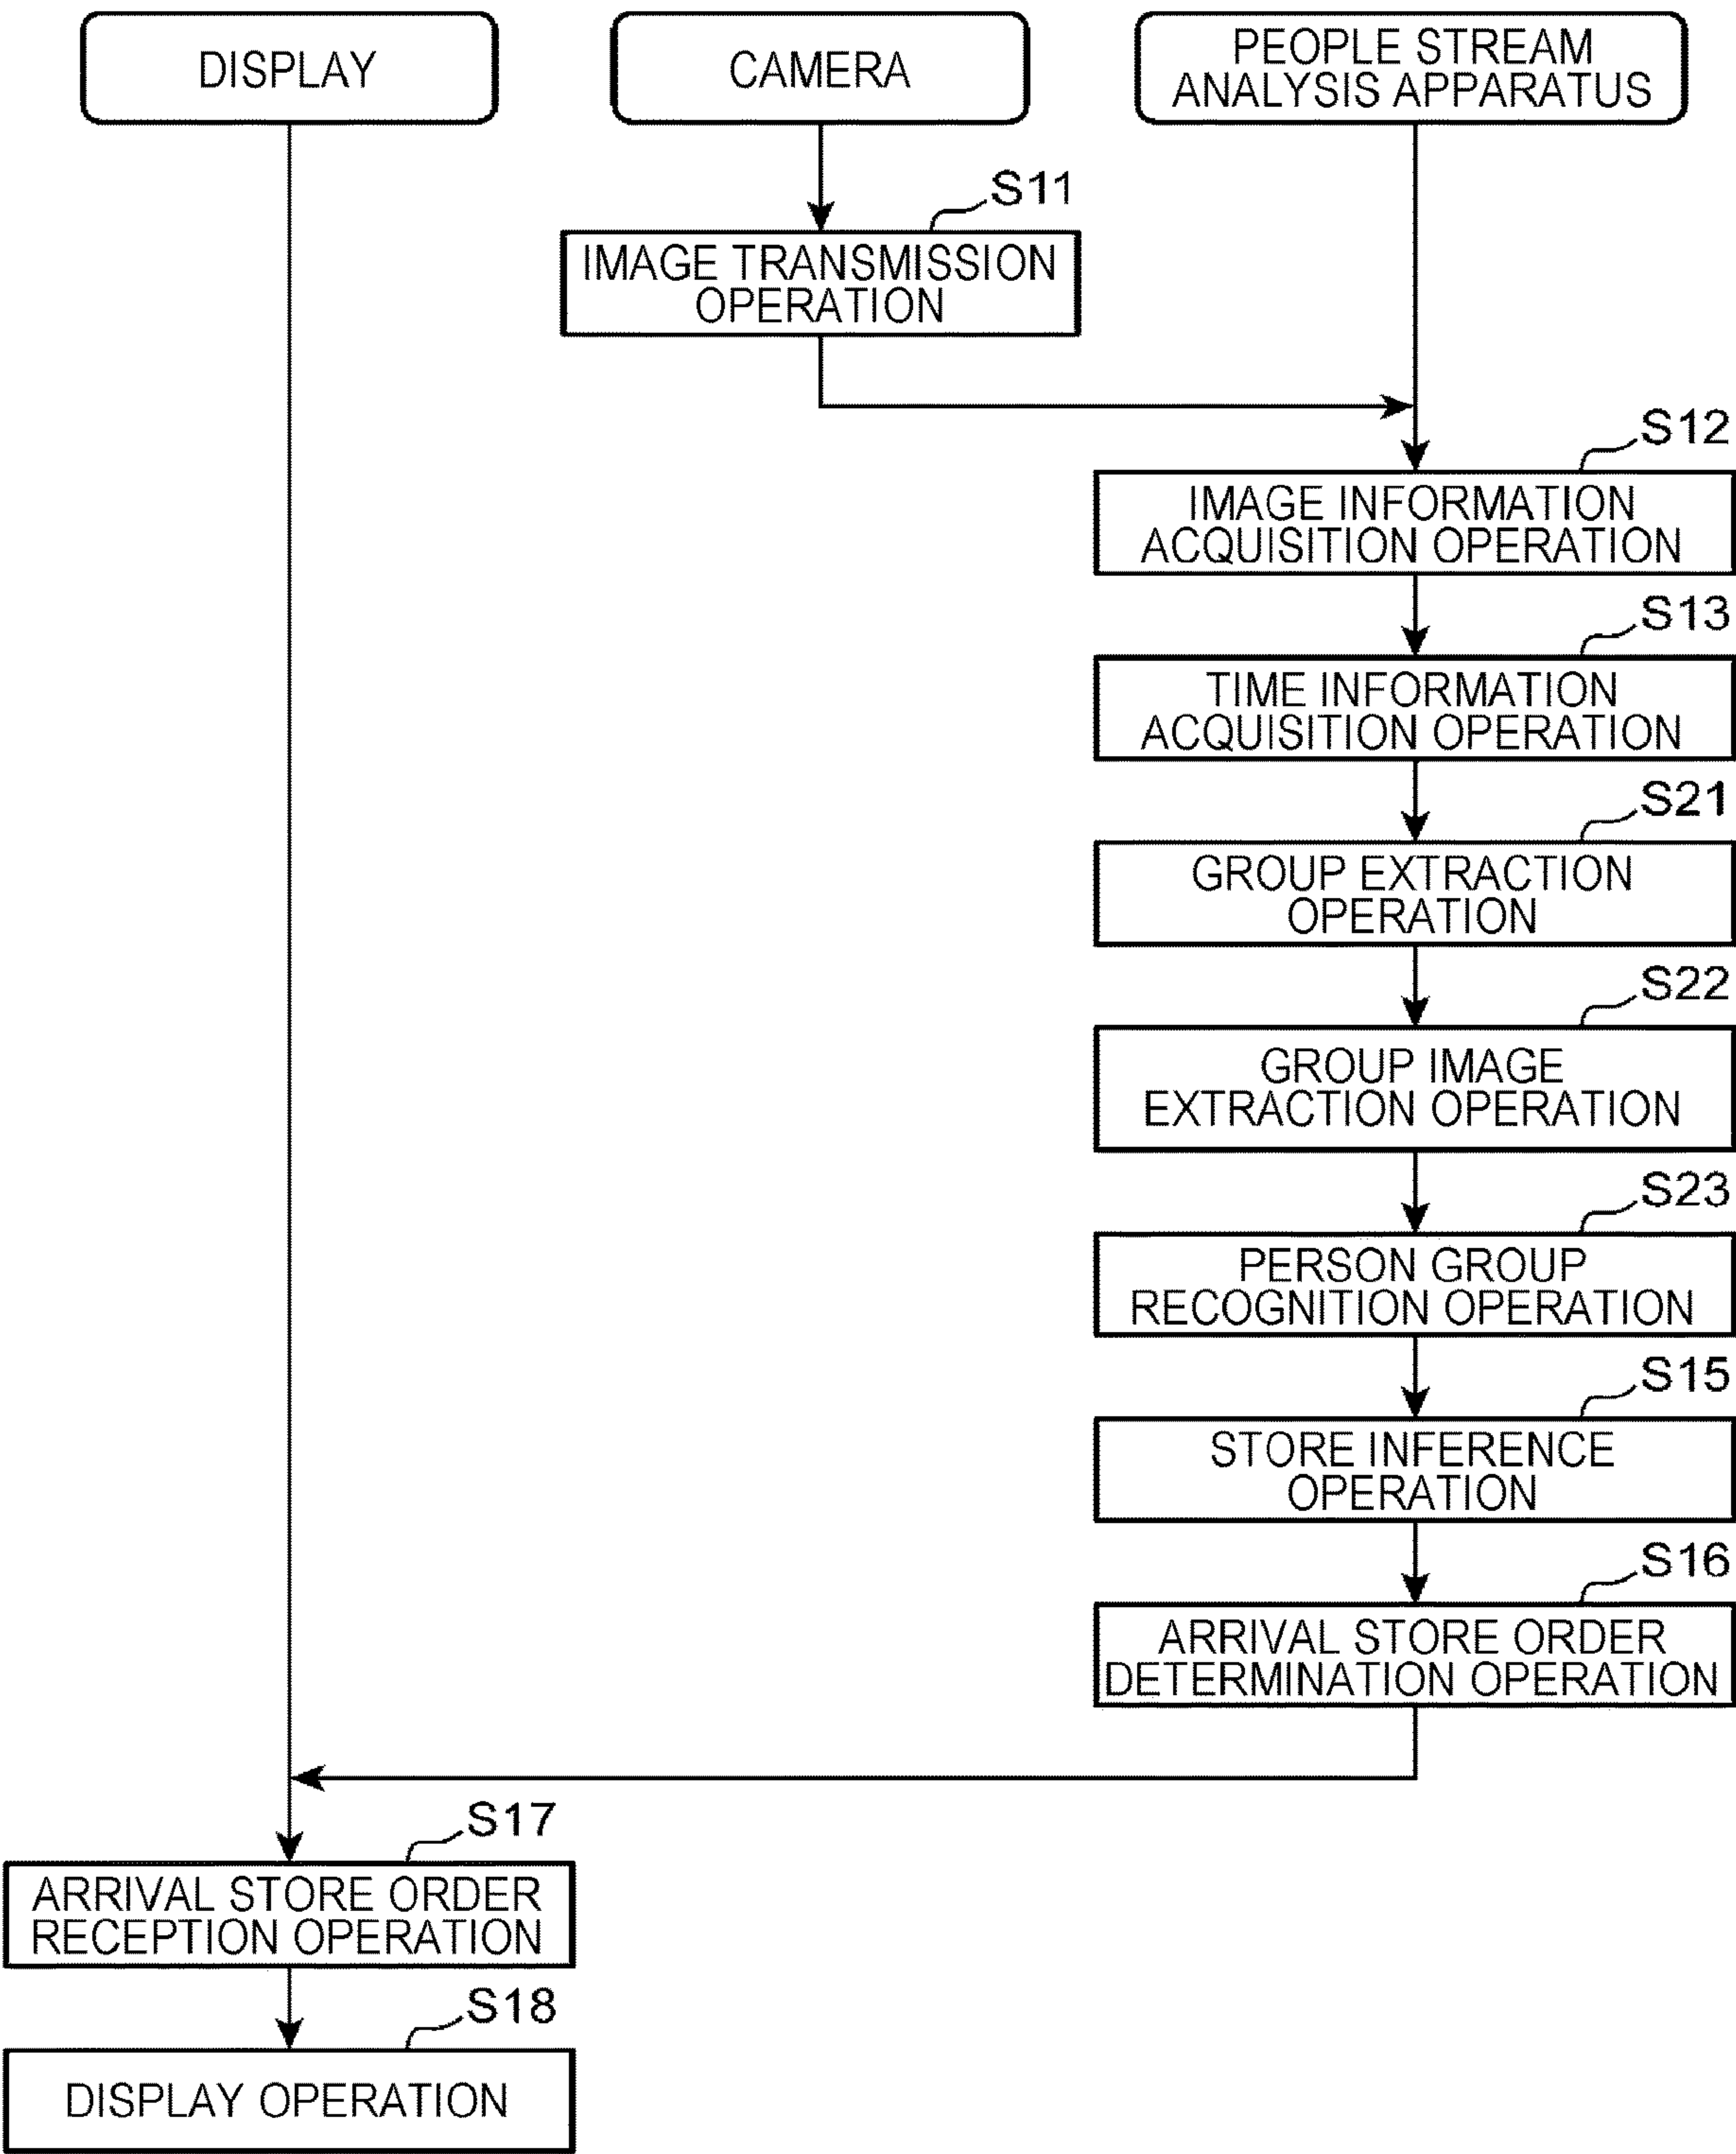 DISPLAY
CAMERA
PEOPLE STREAM
ANALYSIS APPARATUS
S11
IMAGE TRANSMISSION
OPERATION
S12
IMAGE INFORMATION
ACQUISITION OPERATION
S13
TIME INFORMATION
ACQUISITION OPERATION
S21
GROUP EXTRACTION
OPERATION
S22
GROUP IMAGE
EXTRACTION OPERATION
S23
PERSON GROUP
RECOGNITION OPERATION
S15
STORE INFERENCE
OPERATION
S16
ARRIVAL STORE ORDER
DETERMINATION OPERATION
S17
ARRIVAL STORE ORDER
RECEPTION OPERATION
S18
DISPLAY OPERATION